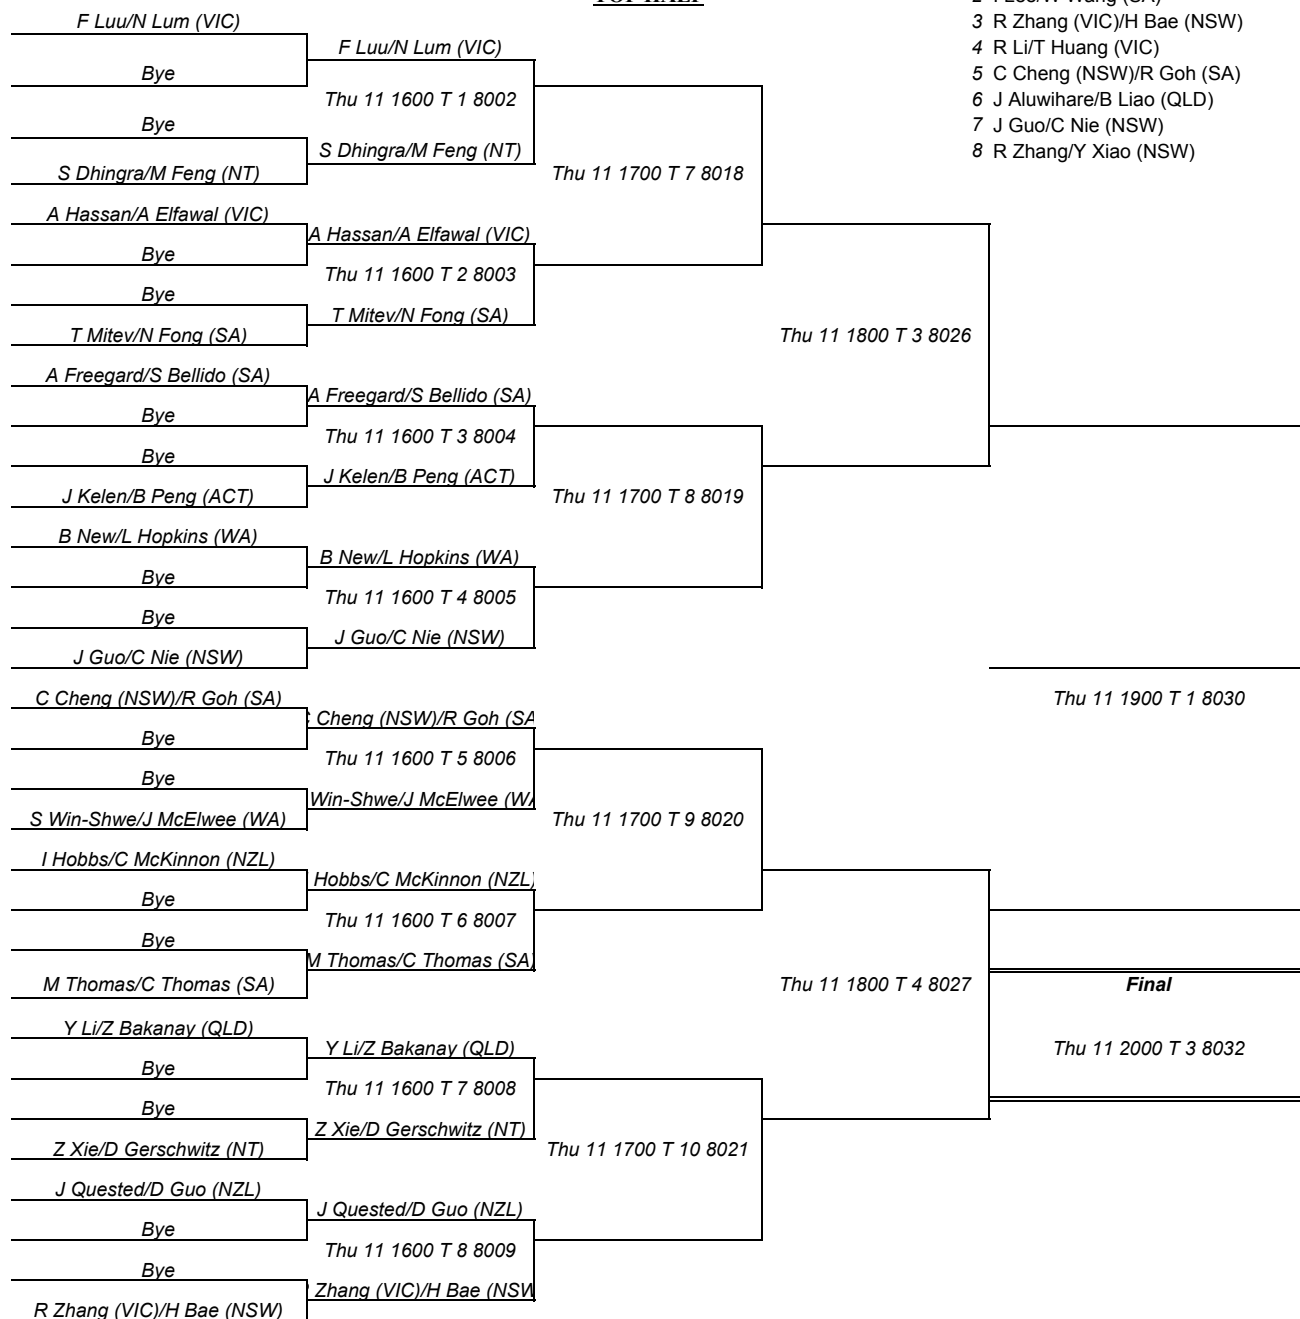 TOP HALF
3 R Zhang (VIC)/H Bae (NSW)
4 R Li/T Huang (VIC)
5 C Cheng (NSW)/R Goh (SA)
6 J Aluwihare/B Liao (QLD)
7 J Guo/C Nie (NSW)
8 R Zhang/Y Xiao (NSW)
F Luu/N Lum (VIC)
Bye
Bye
S Dhingra/M Feng (NT)
A Hassan/A Elfawal (VIC)
Bye
Bye
T Mitev/N Fong (SA)
A Freegard/S Bellido (SA)
Bye
Bye
J Kelen/B Peng (ACT)
B New/L Hopkins (WA)
Bye
Bye
J Guo/C Nie (NSW)
C Cheng (NSW)/R Goh (SA)
Bye
Bye
S Win-Shwe/J McElwee (WA)
I Hobbs/C McKinnon (NZL)
Bye
Bye
M Thomas/C Thomas (SA)
Y Li/Z Bakanay (QLD)
Bye
Bye
Z Xie/D Gerschwitz (NT)
J Quested/D Guo (NZL)
Bye
Bye
R Zhang (VIC)/H Bae (NSW)
F Luu/N Lum (VIC)
Thu 11 1600 T 1 8002
S Dhingra/M Feng (NT)
A Hassan/A Elfawal (VIC)
Thu 11 1600 T 2 8003
T Mitev/N Fong (SA)
A Freegard/S Bellido (SA)
Thu 11 1600 T 3 8004
J Kelen/B Peng (ACT)
B New/L Hopkins (WA)
Thu 11 1600 T 4 8005
J Guo/C Nie (NSW)
Cheng (NSW)/R Goh (SA
Thu 11 1600 T 5 8006
Win-Shwe/J McElwee (WA
Hobbs/C McKinnon (NZL)
Thu 11 1600 T 6 8007
M Thomas/C Thomas (SA)
Y Li/Z Bakanay (QLD)
Thu 11 1600 T 7 8008
Z Xie/D Gerschwitz (NT)
J Quested/D Guo (NZL)
Thu 11 1600 T 8 8009
Zhang (VIC)/H Bae (NSW
Thu 11 1700 T 7 8018
Thu 11 1700 T 8 8019
Thu 11 1700 T 9 8020
Thu 11 1700 T 10 8021
Thu 11 1800 T 3 8026
Thu 11 1800 T 4 8027
Thu 11 1900 T 1 8030
Final
Thu 11 2000 T 3 8032